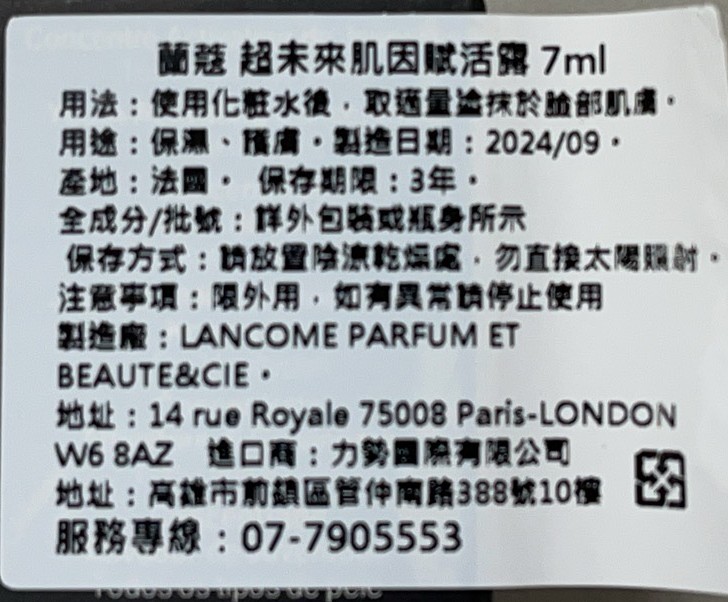 蘭蔻 超未來肌因賦活露 7ml
用法：使用化粧水後，取適量塗抹於臉部肌膚。
用途：保濕、護膚。製造日期：2024/09。
產地：法國。 保存期限：3年。
全成分/批號：詳外包裝或瓶身所示
保存方式：請放置陰涼乾燥處，勿直接太陽照射。
注意事項：限外用，如有異常請停止使用
製造廠：LANCOME PARFUM ET
BEAUTE&CIE。
地址：14 rue Royale 75008 Paris-LONDON
W6 8AZ 進口商：力勢國際有限公司
地址：高雄市前鎮區管仲南路388號10樓
服務專線：07-7905553
Todos os tipos de pele